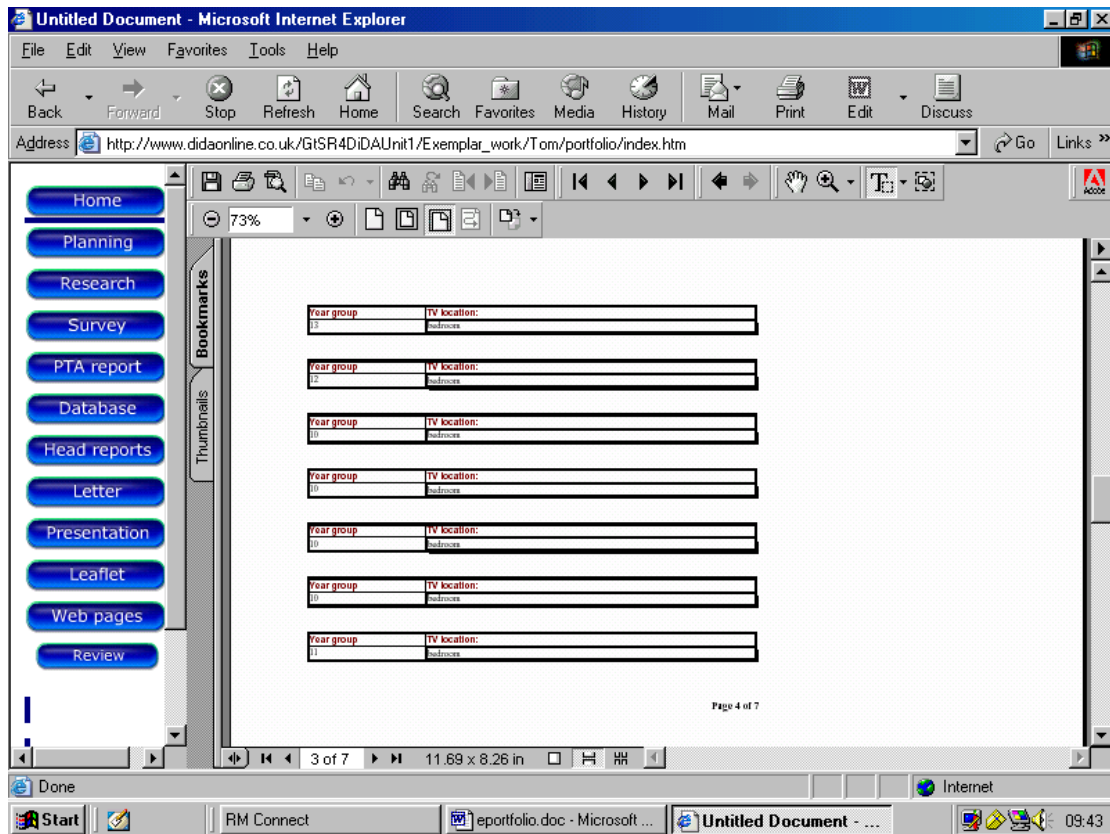 Untitled Document - Microsoft Internet Explorer
File Edit View Favorites Tools Help
Back Forward Stop Refresh Home Search Favorites Media History Mail Print Edit Discuss
Address http://www.didaonline.co.uk/GtSR4DiDAUnit1/Exemplar_work/Tom/portfolio/index.htm Go Links »
Home
Planning
Research
Survey
PTA report
Database
Head reports
Letter
Presentation
Leaflet
Web pages
Review
Adobe
73%
Bookmarks
Thumbnails
Year group TV location:
13 bedroom
Year group TV location:
12 bedroom
Year group TV location:
10 bedroom
Year group TV location:
10 bedroom
Year group TV location:
10 bedroom
Year group TV location:
10 bedroom
Year group TV location:
11 bedroom
Page 4 of 7
3 of 7 11.69 x 8.26 in
Done Internet
Start RM Connect eportfolio.doc - Microsoft ... Untitled Document - ... 09:43